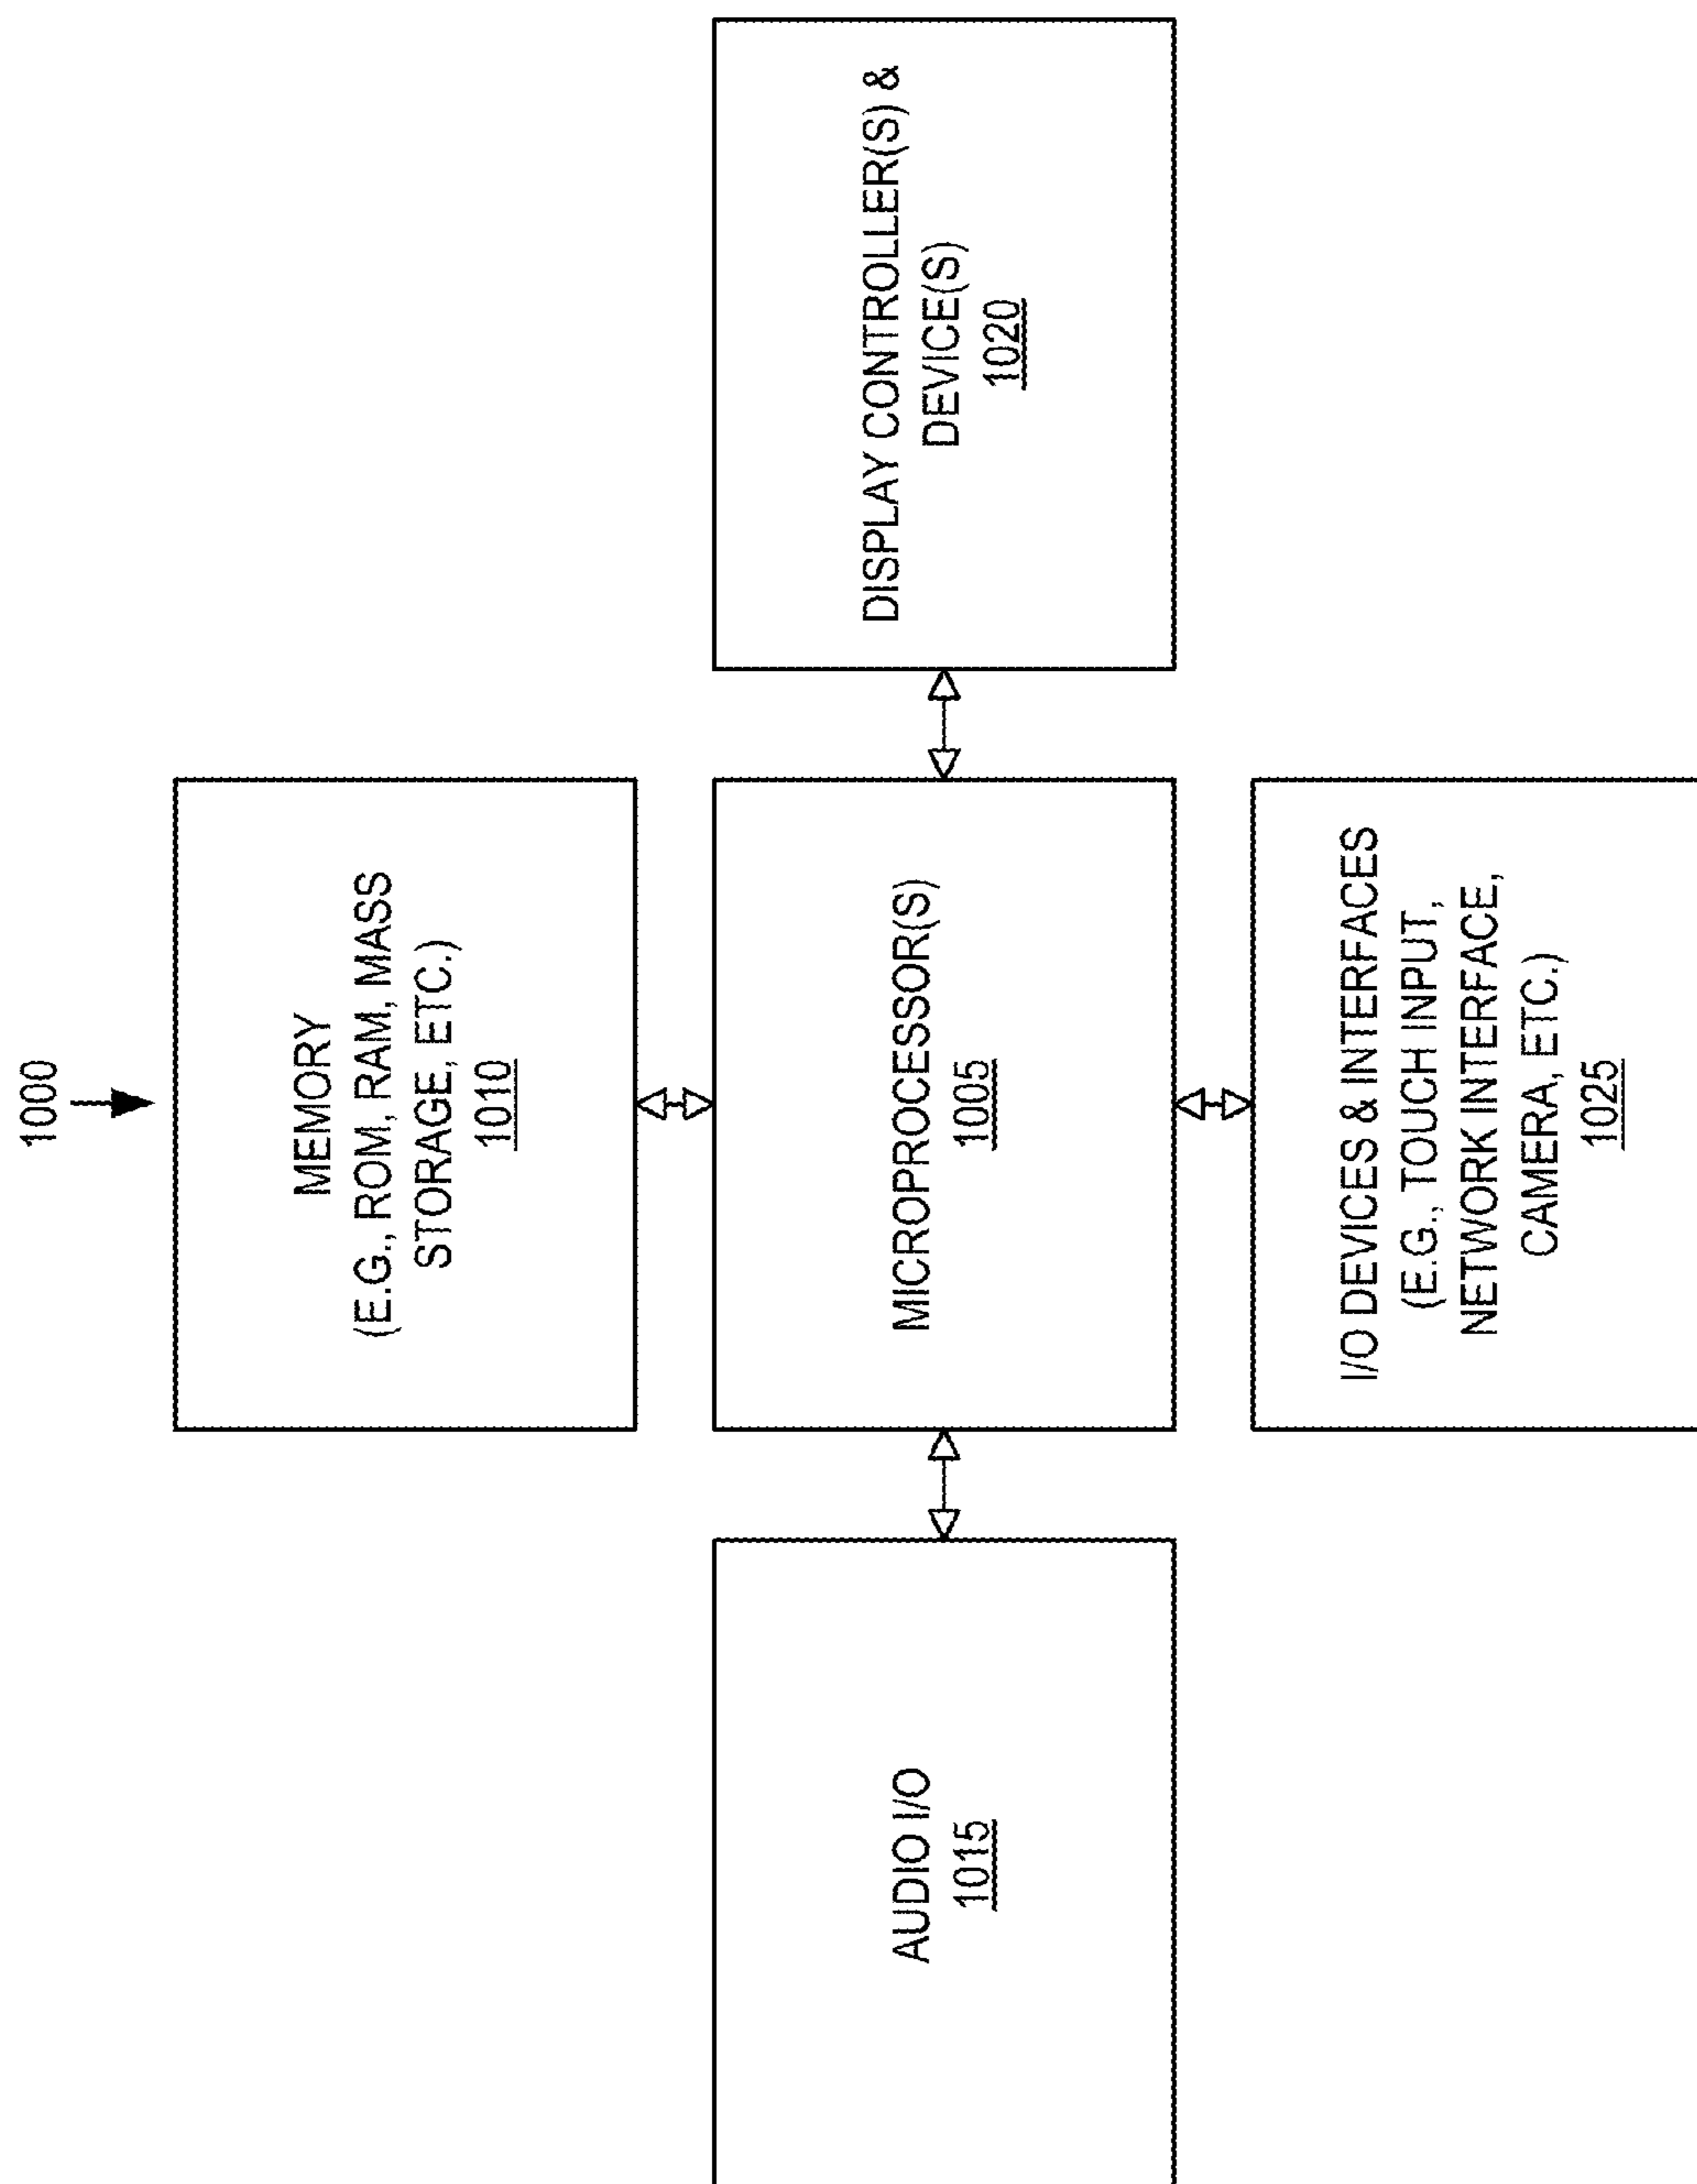 1000
MEMORY
(E.G., ROM, RAM, MASS
STORAGE, ETC.)
1010
AUDIO I/O
1015
MICROPROCESSOR(S)
1005
DISPLAY CONTROLLER(S) &
DEVICE(S)
1020
I/O DEVICES & INTERFACES
(E.G., TOUCH INPUT,
NETWORK INTERFACE,
CAMERA, ETC.)
1025